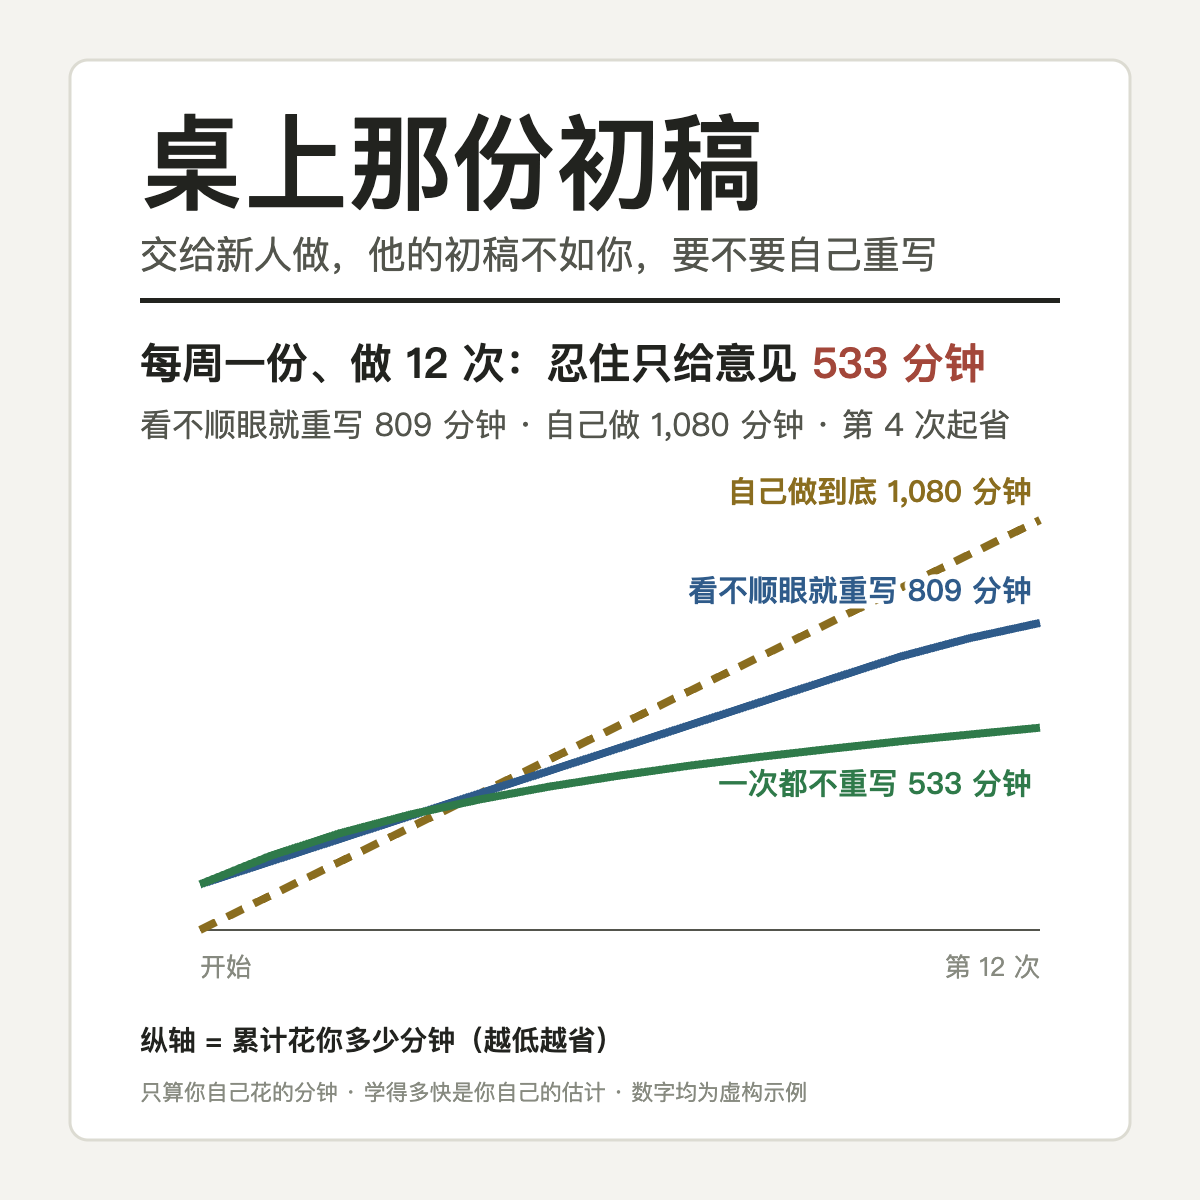 桌上那份初稿
交给新人做，他的初稿不如你，要不要自己重写
每周一份、做 12 次：忍住只给意见 533 分钟
看不顺眼就重写 809 分钟 · 自己做 1,080 分钟 · 第 4 次起省
自己做到底 1,080 分钟
看不顺眼就重写 809 分钟
一次都不重写 533 分钟
开始
第 12 次
纵轴 = 累计花你多少分钟（越低越省）
只算你自己花的分钟 · 学得多快是你自己的估计 · 数字均为虚构示例